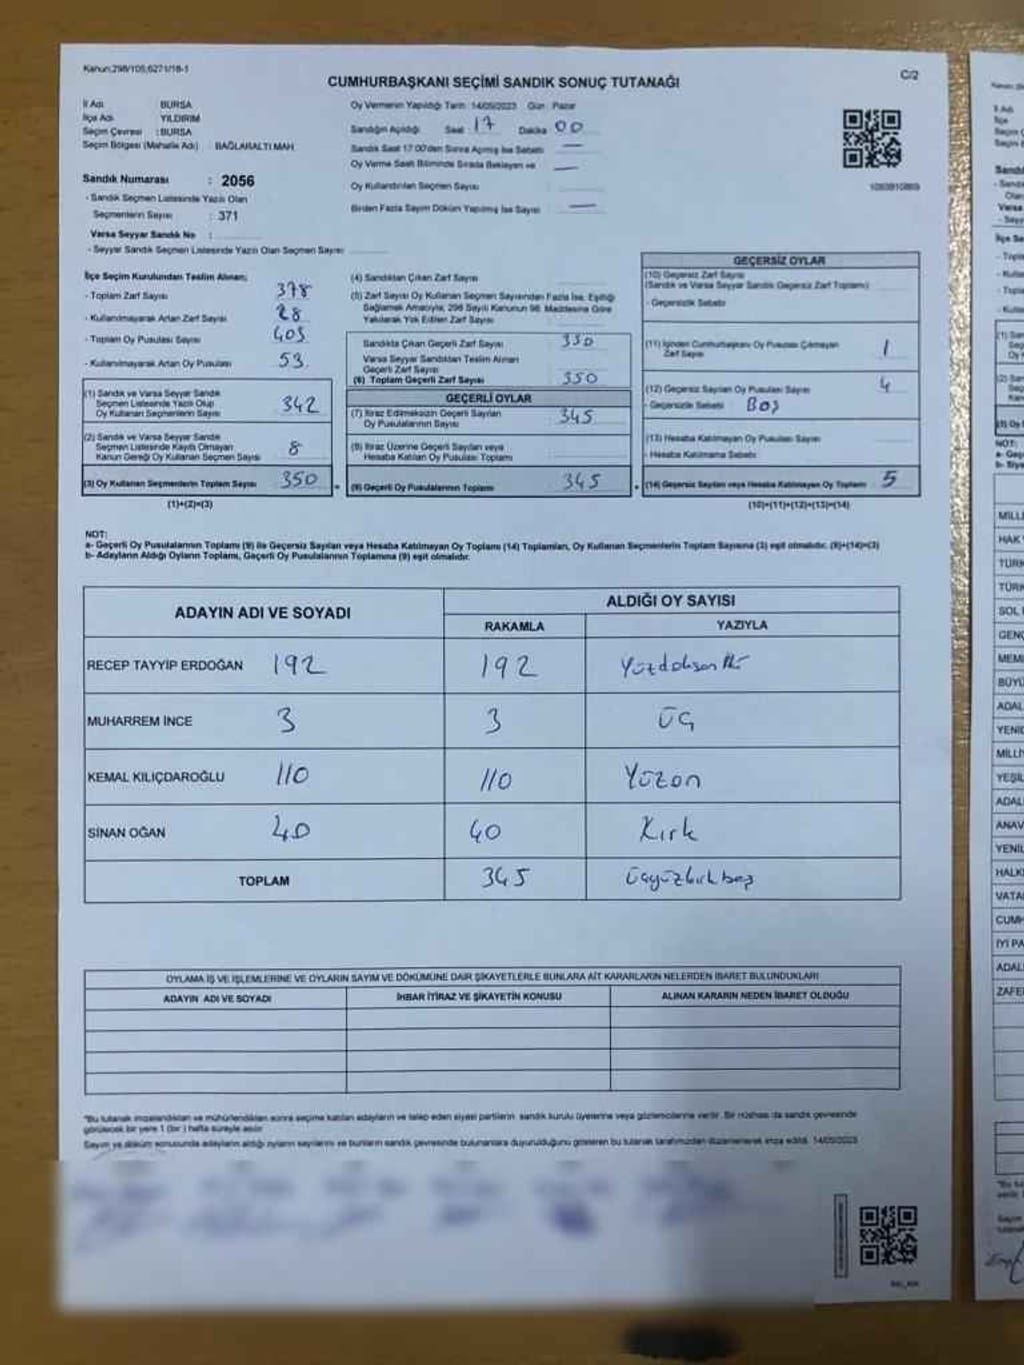 Kanun:298/105;6271/18-1
C/2
CUMHURBAŞKANI SEÇİMİ SANDIK SONUÇ TUTANAĞI
İl Adı BURSA
İlçe Adı YILDIRIM
Seçim Çevresi : BURSA
Seçim Bölgesi (Mahalle Adı) BAĞLARALTI MAH.
Sandık Numarası : 2056
- Sandık Seçmen Listesinde Yazılı Olan
Seçmenlerin Sayısı : 371
Varsa Seyyar Sandık No :
- Seyyar Sandık Seçmen Listesinde Yazılı Olan Seçmen Sayısı
Oy Vermenin Yapıldığı Tarih: 14/05/2023 Gün : Pazar
Sandığın Açıldığı Saat : 17 Dakika 00
Sandık Saat 17:00'den Sonra Açılmış İse Sebebi : —
Oy Verme Saati Bitiminde Sırada Bekleyen ve —
Oy Kullandırılan Seçmen Sayısı
Birden Fazla Sayım Döküm Yapılmış İse Sayısı —
İlçe Seçim Kurulundan Teslim Alınan;
- Toplam Zarf Sayısı 378
- Kullanılmayarak Artan Zarf Sayısı 28
- Toplam Oy Pusulası Sayısı 403
- Kullanılmayarak Artan Oy Pusulası 53
(1) Sandık ve Varsa Seyyar Sandık
Seçmen Listesinde Yazılı Olup
Oy Kullanan Seçmenlerin Sayısı 342
(2) Sandık ve Varsa Seyyar Sandık
Seçmen Listesinde Kayıtlı Olmayan
Kanun Gereği Oy Kullanan Seçmen Sayısı 8
(3) Oy Kullanan Seçmenlerin Toplam Sayısı 350
(1)+(2)=(3)
(4) Sandıktan Çıkan Zarf Sayısı
(5) Zarf Sayısı Oy Kullanan Seçmen Sayısından Fazla İse, Eşitliği
Sağlamak Amacıyla; 298 Sayılı Kanunun 98. Maddesine Göre
Yakılarak Yok Edilen Zarf Sayısı
Sandıkta Çıkan Geçerli Zarf Sayısı 350
Varsa Seyyar Sandıktan Teslim Alınan
Geçerli Zarf Sayısı
(6) Toplam Geçerli Zarf Sayısı 350
GEÇERLİ OYLAR
(7) İtiraz Edilmeksizin Geçerli Sayılan
Oy Pusulalarının Sayısı 345
(8) İtiraz Üzerine Geçerli Sayılan veya
Hesaba Katılan Oy Pusulası Toplamı
(9) Geçerli Oy Pusulalarının Toplamı 345
GEÇERSİZ OYLAR
(10) Geçersiz Zarf Sayısı
(Sandık ve Varsa Seyyar Sandık Geçersiz Zarf Toplamı)
- Geçersizlik Sebebi
(11) İçinden Cumhurbaşkanı Oy Pusulası Çıkmayan
Zarf Sayısı 1
(12) Geçersiz Sayılan Oy Pusulası Sayısı 4
- Geçersizlik Sebebi Boş
(13) Hesaba Katılmayan Oy Pusulası Sayısı
- Hesaba Katılmama Sebebi
(14) Geçersiz Sayılan veya Hesaba Katılmayan Oy Toplamı 5
(10)+(11)+(12)+(13)=(14)
NOT:
a- Geçerli Oy Pusulalarının Toplamı (9) ile Geçersiz Sayılan veya Hesaba Katılmayan Oy Toplamı (14) Toplamları, Oy Kullanan Seçmenlerin Toplam Sayısına (3) eşit olmalıdır. (9)+(14)=(3)
b- Adayların Aldığı Oyların Toplamı, Geçerli Oy Pusulalarının Toplamına (9) eşit olmalıdır.
ADAYIN ADI VE SOYADI ALDIĞI OY SAYISI
RAKAMLA YAZIYLA
RECEP TAYYİP ERDOĞAN 192 192 Yüzdoksan iki
MUHARREM İNCE 3 3 ÜÇ
KEMAL KILIÇDAROĞLU 110 110 Yüzon
SİNAN OĞAN 40 40 Kırk
TOPLAM 345 Üçyüzkırkbeş
OYLAMA İŞ VE İŞLEMLERİNE VE OYLARIN SAYIM VE DÖKÜMÜNE DAİR ŞİKAYETLERLE BUNLARA AİT KARARLARIN NELERDEN İBARET BULUNDUKLARI
ADAYIN ADI VE SOYADI İHBAR İTİRAZ VE ŞİKAYETİN KONUSU ALINAN KARARIN NEDEN İBARET OLDUĞU
*Bu tutanak imzalandıktan ve mühürlendikten sonra seçime katılan adayların ve talep eden siyasi partilerin sandık kurulu üyelerine veya gözlemcilerine verilir. Bir nüshası da sandık çevresinde
görülecek bir yere 1 (bir) hafta süreyle asılır.
Sayım ve döküm sonucunda adayların aldığı oyların sayılarını ve bunların sandık çevresinde bulunanlara duyurulduğunu gösteren bu tutanak tarafımızdan düzenlenerek imza edildi. 14/05/2023